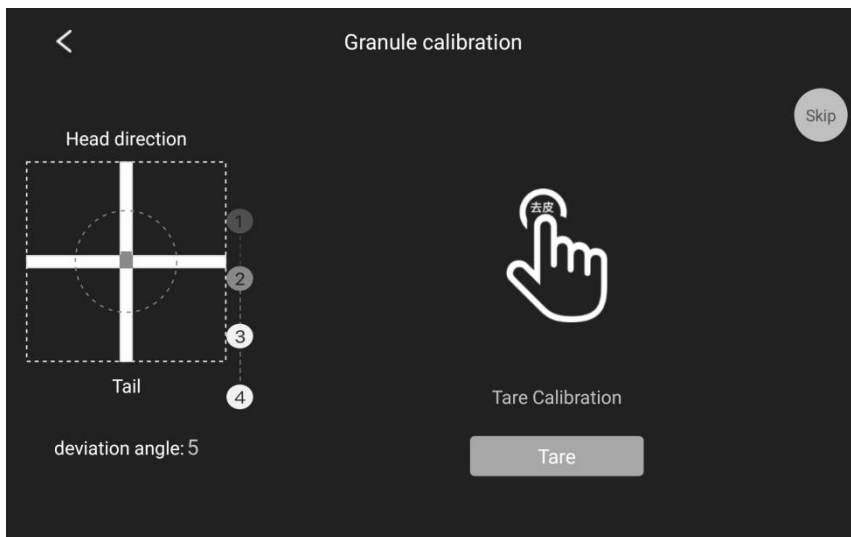 Granule calibration
Skip
Head direction
去皮
1
2
3
4
Tail
Tare Calibration
deviation angle: 5
Tare